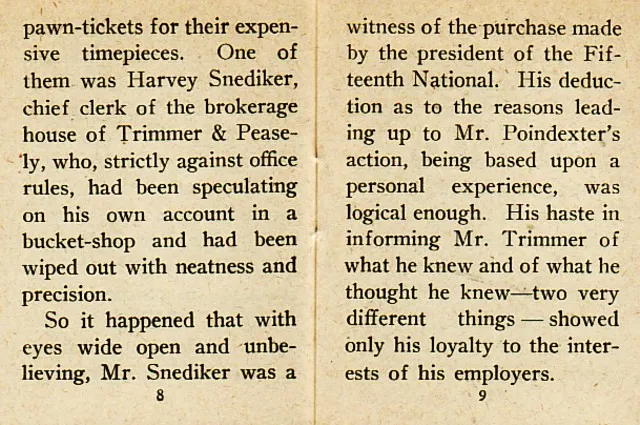 pawn-tickets for their expen-
sive timepieces. One of
them was Harvey Snediker,
chief clerk of the brokerage
house of Trimmer & Pease-
ly, who, strictly against office
rules, had been speculating
on his own account in a
bucket-shop and had been
wiped out with neatness and
precision.
So it happened that with
eyes wide open and unbe-
lieving, Mr. Snediker was a
8
witness of the purchase made
by the president of the Fif-
teenth National. His deduc-
tion as to the reasons lead-
ing up to Mr. Poindexter's
action, being based upon a
personal experience, was
logical enough. His haste in
informing Mr. Trimmer of
what he knew and of what he
thought he knew—two very
different things — showed
only his loyalty to the inter-
ests of his employers.
9